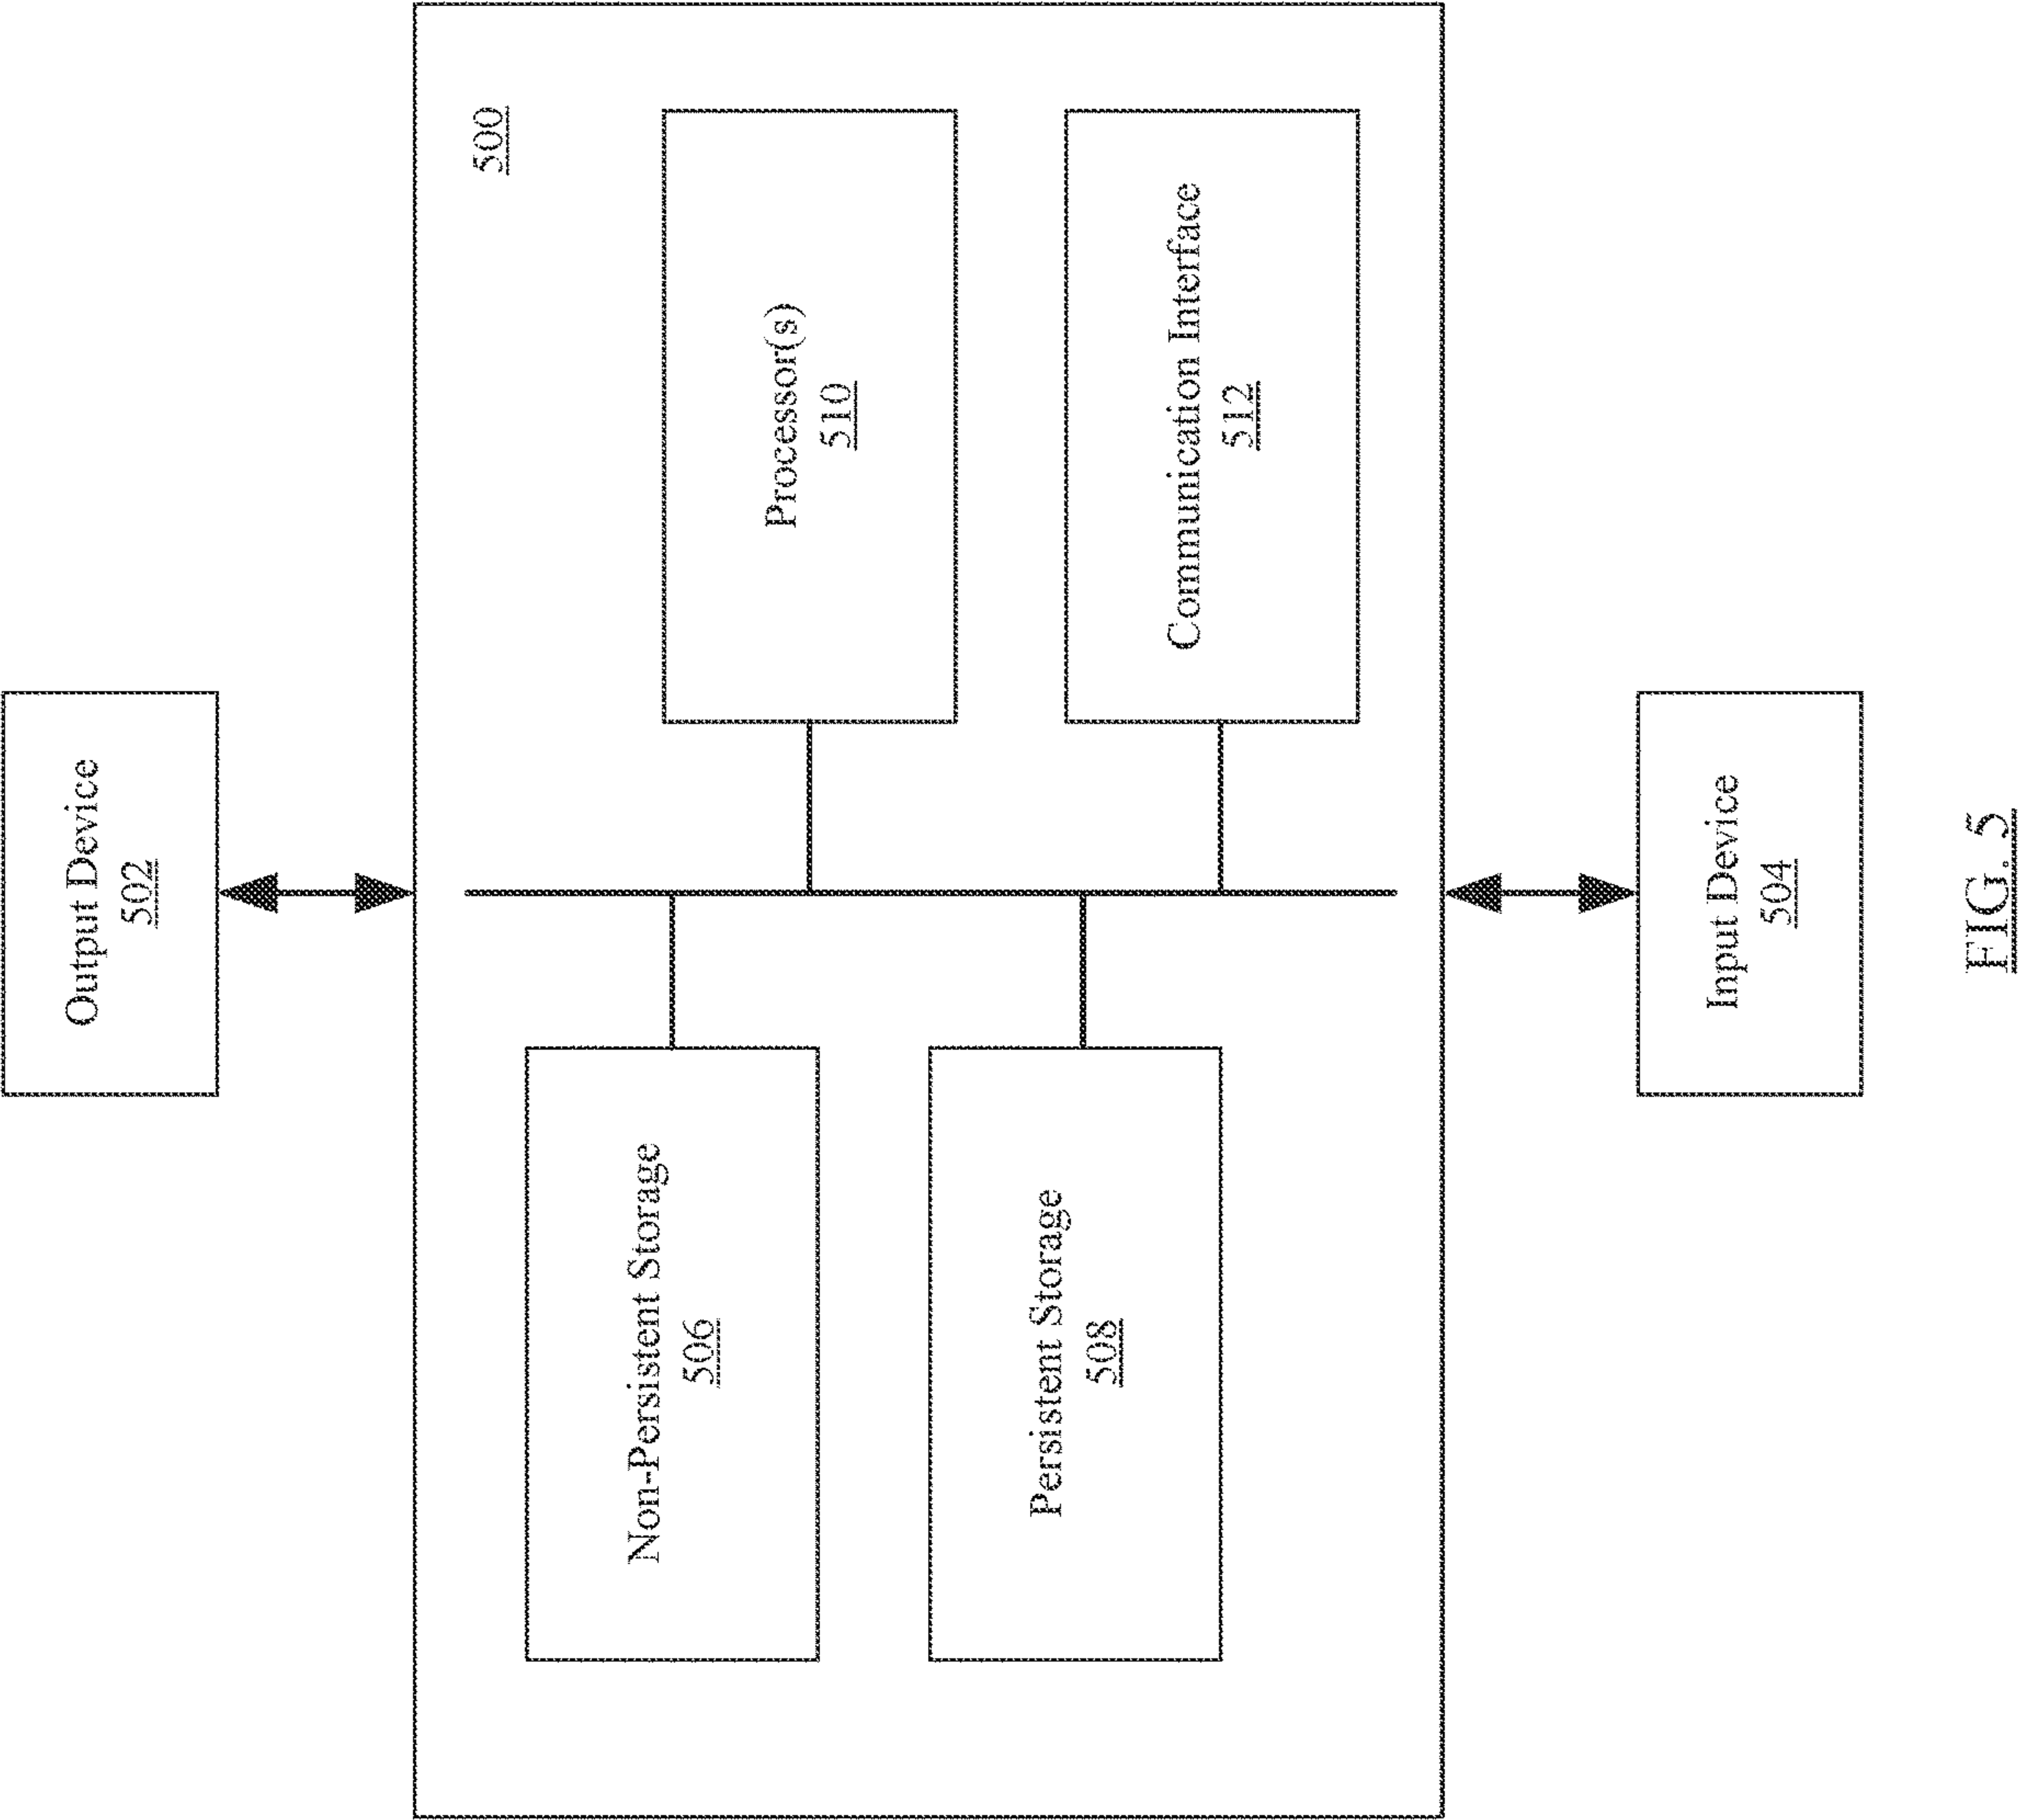 Output Device
502
500
Non-Persistent Storage
506
Processor(s)
510
Persistent Storage
508
Communication Interface
512
Input Device
504
FIG. 5